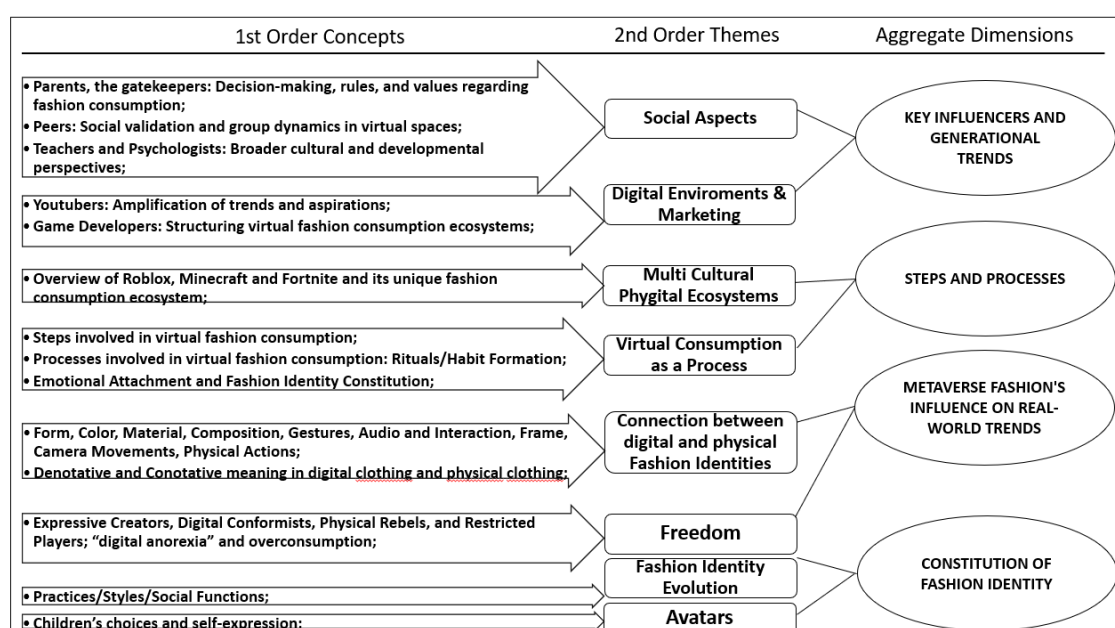 1st Order Concepts
2nd Order Themes
Aggregate Dimensions
• Parents, the gatekeepers: Decision-making, rules, and values regarding
fashion consumption;
• Peers: Social validation and group dynamics in virtual spaces;
• Teachers and Psychologists: Broader cultural and developmental
perspectives;
Social Aspects
KEY INFLUENCERS AND
GENERATIONAL
TRENDS
• Youtubers: Amplification of trends and aspirations;
• Game Developers: Structuring virtual fashion consumption ecosystems;
Digital Enviroments &
Marketing
• Overview of Roblox, Minecraft and Fortnite and its unique fashion
consumption ecosystem;
Multi Cultural
Phygital Ecosystems
STEPS AND PROCESSES
• Steps involved in virtual fashion consumption;
• Processes involved in virtual fashion consumption: Rituals/Habit Formation;
• Emotional Attachment and Fashion Identity Constitution;
Virtual Consumption
as a Process
METAVERSE FASHION'S
INFLUENCE ON REAL-
WORLD TRENDS
• Form, Color, Material, Composition, Gestures, Audio and Interaction, Frame,
Camera Movements, Physical Actions;
• Denotative and Conotative meaning in digital clothing and physical clothing;
Connection between
digital and physical
Fashion Identities
• Expressive Creators, Digital Conformists, Physical Rebels, and Restricted
Players; “digital anorexia” and overconsumption;
Freedom
Fashion Identity
Evolution
CONSTITUTION OF
FASHION IDENTITY
• Practices/Styles/Social Functions;
Avatars
• Children’s choices and self-expression;